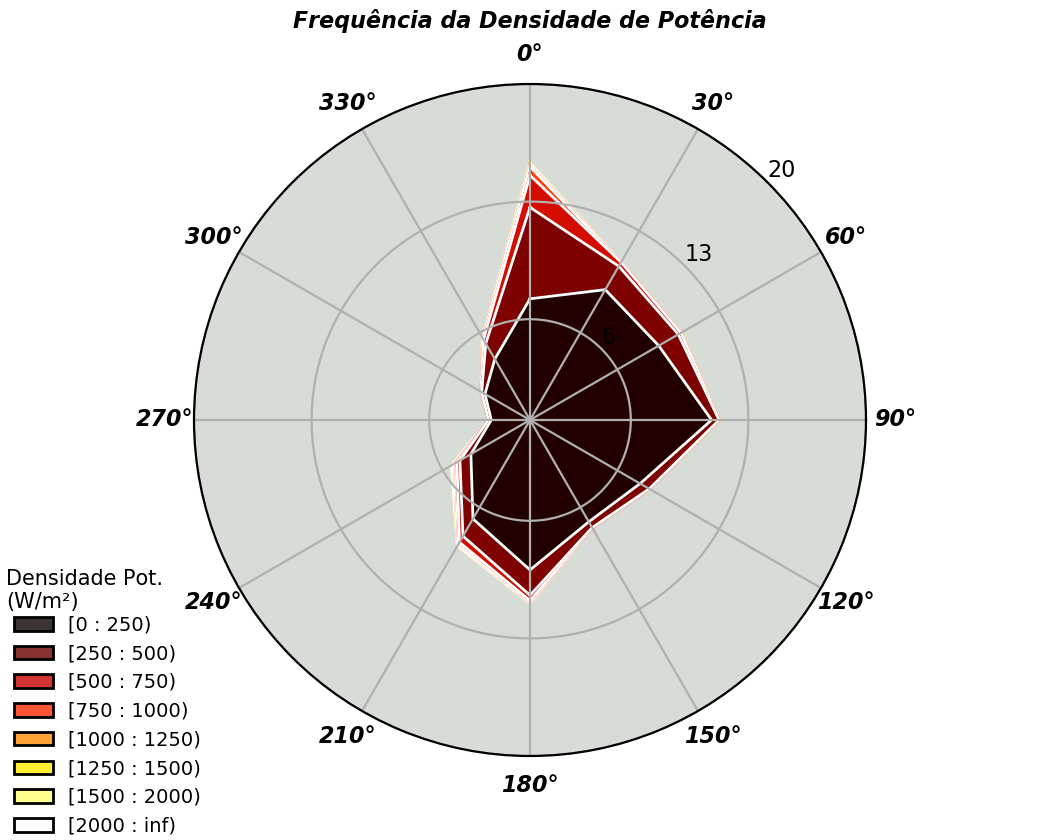 Frequência da Densidade de Potência
0°
330°
30°
20
300°
60°
13
6
270°
90°
Densidade Pot.
(W/m²)
240°
120°
[0 : 250)
[250 : 500)
[500 : 750)
[750 : 1000)
210°
150°
[1000 : 1250)
[1250 : 1500)
180°
[1500 : 2000)
[2000 : inf)